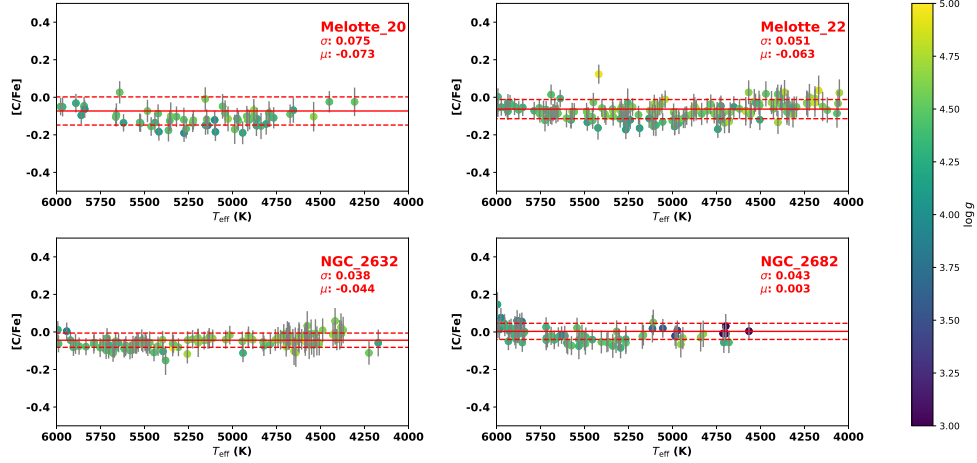 Melotte_20
σ: 0.075
μ: -0.073
[C/Fe]
0.4
0.2
0.0
-0.2
-0.4
6000 5750 5500 5250 5000 4750 4500 4250 4000
Teff (K)
Melotte_22
σ: 0.051
μ: -0.063
[C/Fe]
0.4
0.2
0.0
-0.2
-0.4
6000 5750 5500 5250 5000 4750 4500 4250 4000
Teff (K)
NGC_2632
σ: 0.038
μ: -0.044
[C/Fe]
0.4
0.2
0.0
-0.2
-0.4
6000 5750 5500 5250 5000 4750 4500 4250 4000
Teff (K)
NGC_2682
σ: 0.043
μ: 0.003
[C/Fe]
0.4
0.2
0.0
-0.2
-0.4
6000 5750 5500 5250 5000 4750 4500 4250 4000
Teff (K)
5.00
4.75
4.50
4.25
4.00
3.75
3.50
3.25
3.00
log g